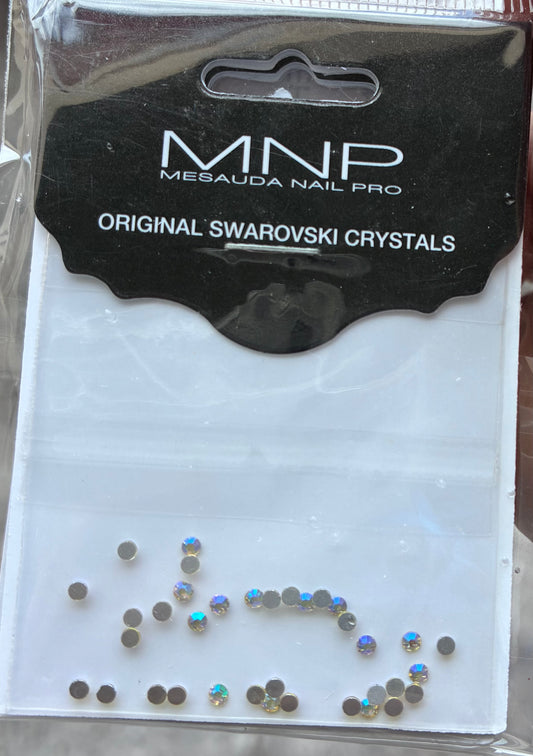 MNP
MESAUDA NAIL PRO
ORIGINAL SWAROVSKI CRYSTALS